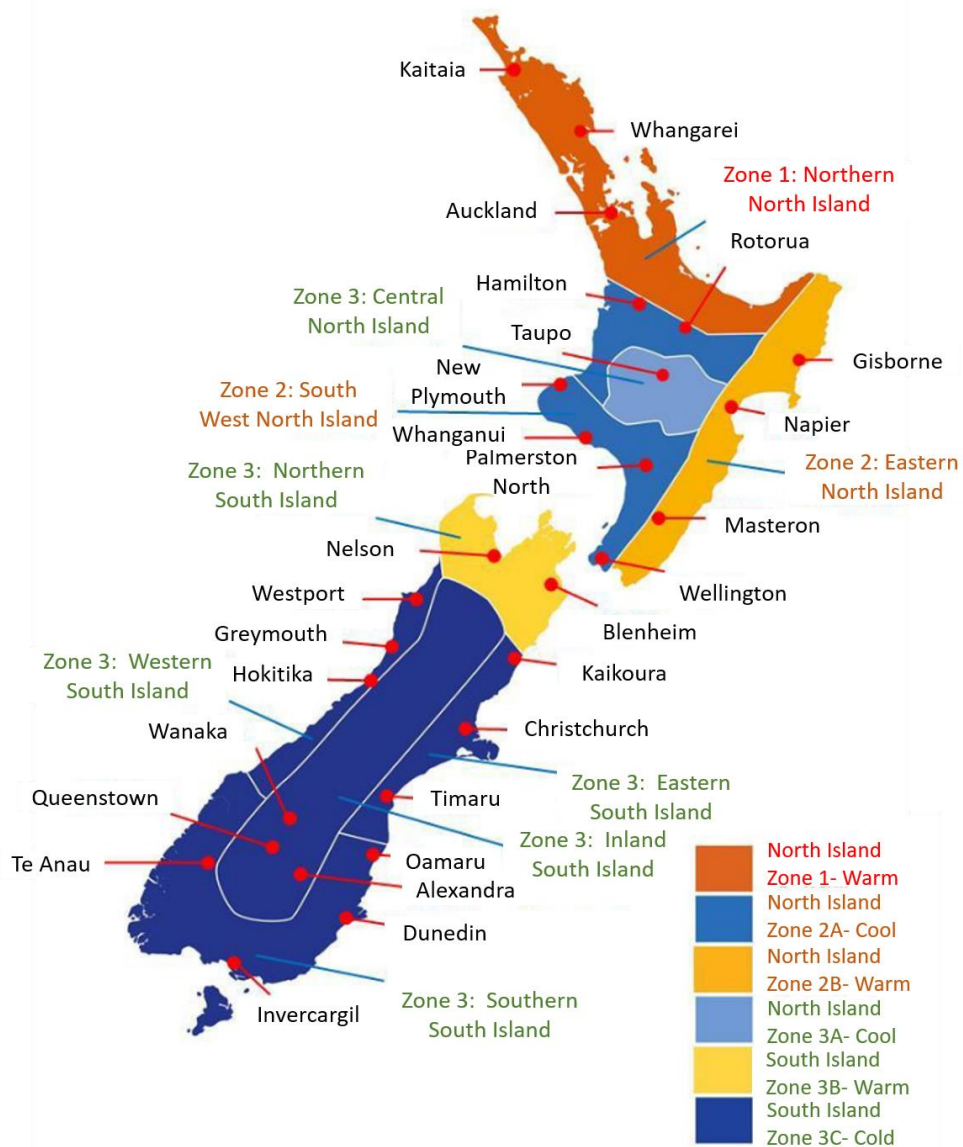 Kaitaia
Whangarei
Zone 1: Northern
North Island
Auckland
Rotorua
Hamilton
Zone 3: Central
North Island
Taupo
Gisborne
New
Plymouth
Zone 2: South
West North Island
Napier
Whanganui
Palmerston
North
Zone 2: Eastern
North Island
Zone 3: Northern
South Island
Masteron
Nelson
Wellington
Westport
Blenheim
Greymouth
Kaikoura
Zone 3: Western
South Island
Hokitika
Wanaka
Christchurch
Zone 3: Eastern
South Island
Queenstown
Timaru
Zone 3: Inland
South Island
Te Anau
Oamaru
Alexandra
Dunedin
Zone 3: Southern
South Island
Invercargil
North Island
Zone 1- Warm
North Island
Zone 2A- Cool
North Island
Zone 2B- Warm
North Island
Zone 3A- Cool
South Island
Zone 3B- Warm
South Island
Zone 3C- Cold